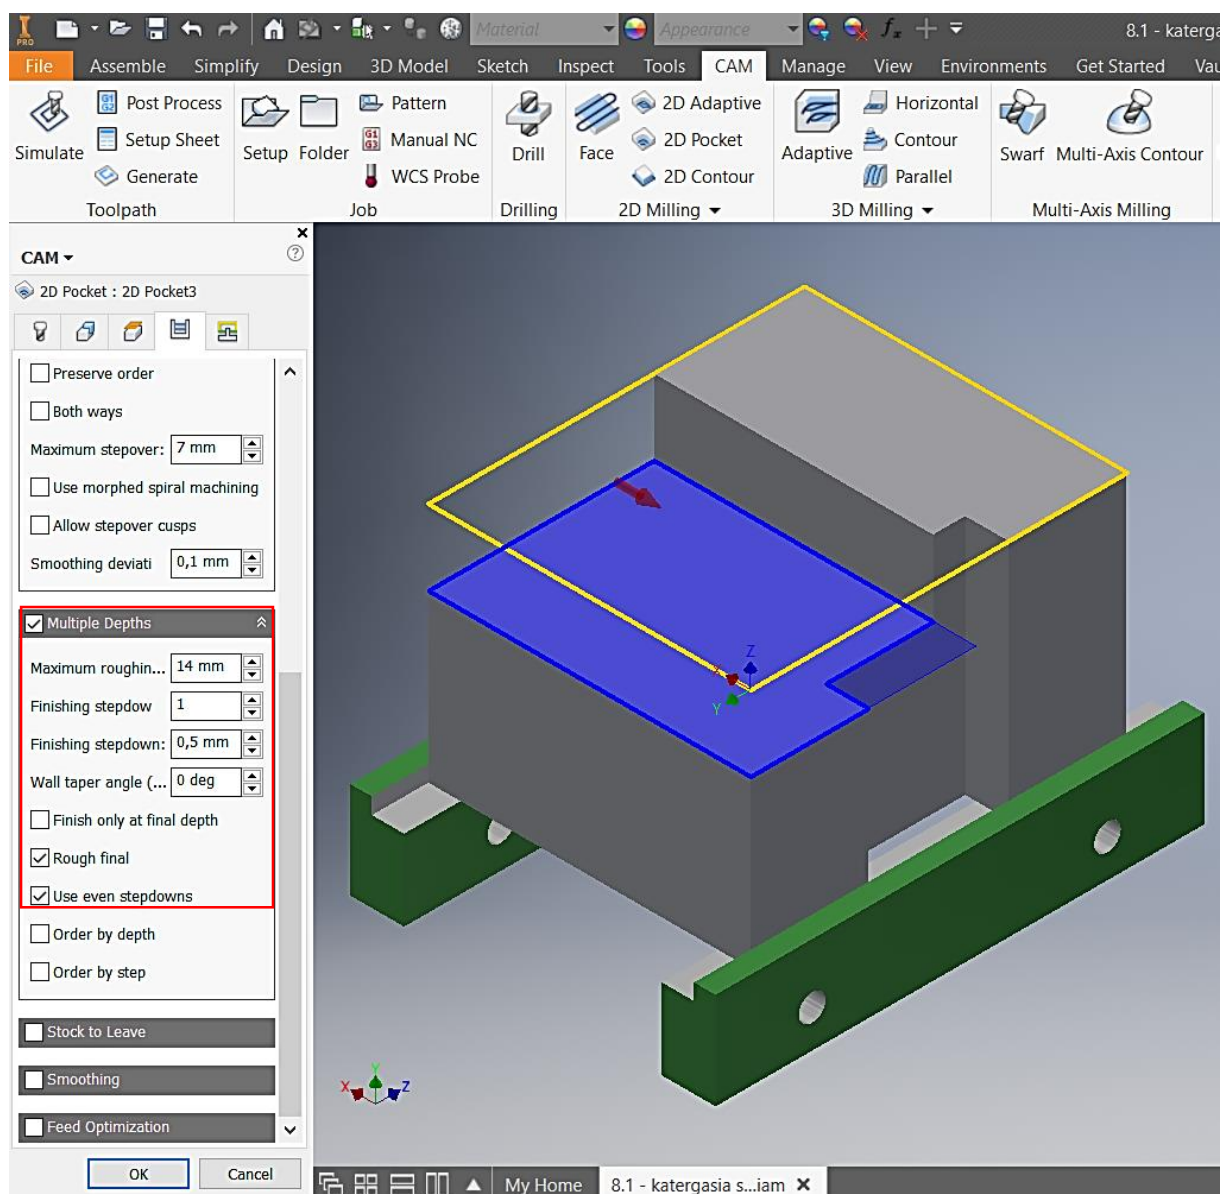 PRO
Material
Appearance
fx
8.1 - katerga
File Assemble Simplify Design 3D Model Sketch Inspect Tools CAM Manage View Environments Get Started Vau
Simulate
G1 G2 Post Process
Setup Sheet
Generate
Toolpath
Setup Folder
Pattern
G1 G3 Manual NC
WCS Probe
Job
Drill
Drilling
Face
2D Adaptive
2D Pocket
2D Contour
2D Milling
Adaptive
Horizontal
Contour
Parallel
3D Milling
Swarf Multi-Axis Contour
Multi-Axis Milling
CAM
2D Pocket : 2D Pocket3
Preserve order
Both ways
Maximum stepover: 7 mm
Use morphed spiral machining
Allow stepover cusps
Smoothing deviati 0,1 mm
Multiple Depths
Maximum roughin... 14 mm
Finishing stepdow 1
Finishing stepdown: 0,5 mm
Wall taper angle (... 0 deg
Finish only at final depth
Rough final
Use even stepdowns
Order by depth
Order by step
Stock to Leave
Smoothing
Feed Optimization
OK Cancel
Z
X
Y
X Y Z
My Home 8.1 - katergasia s...iam